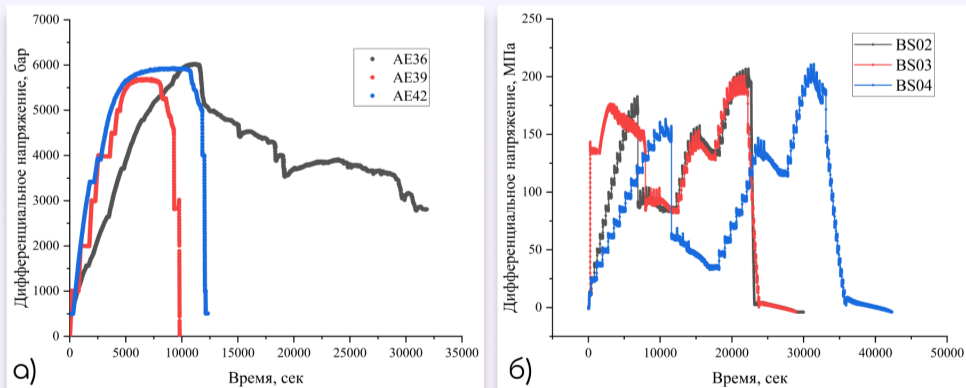 7000
6000
5000
4000
3000
2000
1000
0
Дифференциальное напряжение, бар
AE36
AE39
AE42
0
5000
10000
15000
20000
25000
30000
35000
Время, сек
а)
250
200
150
100
50
0
Дифференциальное напряжение, МПа
BS02
BS03
BS04
0
10000
20000
30000
40000
50000
Время, сек
б)